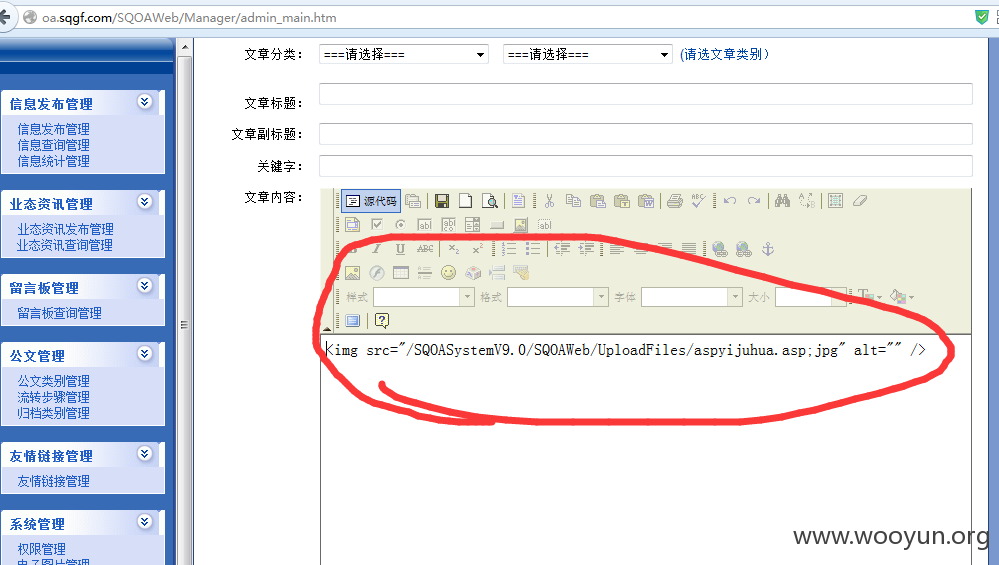 oa.sqgf.com/SQOAWeb/Manager/admin_main.htm
信息发布管理
信息发布管理
信息查询管理
信息统计管理
业态资讯管理
业态资讯发布管理
业态资讯查询管理
留言板管理
留言板查询管理
公文管理
公文类别管理
流转步骤管理
归档类别管理
友情链接管理
友情链接管理
系统管理
权限管理
电子图片管理
文章分类： ===请选择=== ===请选择=== (请选文章类别)
文章标题：
文章副标题：
关键字：
文章内容：
源代码
样式 格式 字体 大小
<img src="/SQOASystemV9.0/SQOAWeb/UploadFiles/aspyijuhua.asp;jpg" alt="" />
www.wooyun.org